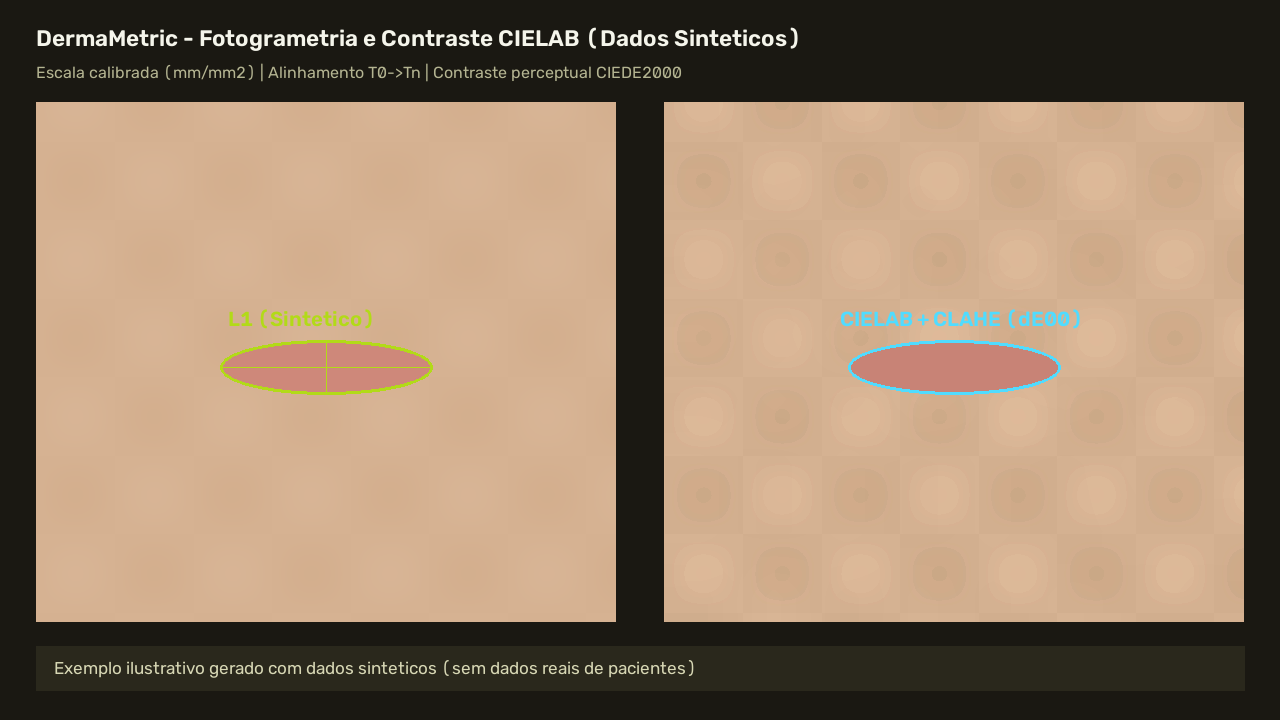 DermaMetric - Fotogrametria e Contraste CIELAB (Dados Sinteticos)
Escala calibrada (mm/mm2) | Alinhamento T0->Tn | Contraste perceptual CIEDE2000
L1 (Sintetico)
CIELAB + CLAHE (dE00)
Exemplo ilustrativo gerado com dados sinteticos (sem dados reais de pacientes)